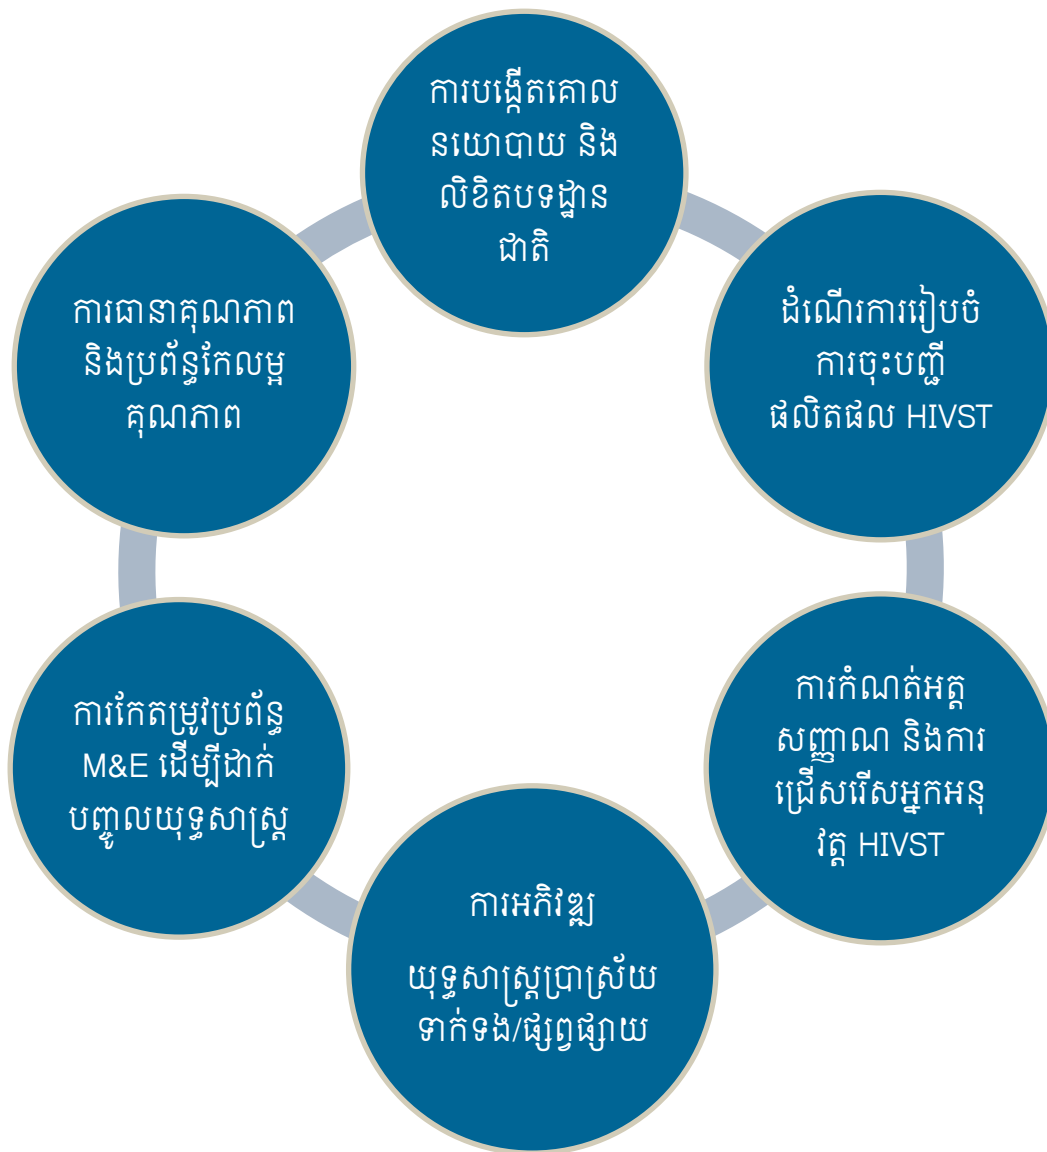 ការបង្កើតគោល
នយោបាយ និង
លិខិតបទដ្ឋាន
ជាតិ
ដំណើរការរៀបចំ
ការចុះបញ្ជី
ផលិតផល HIVST
ការកំណត់អត្ត
សញ្ញាណ និងការ
ជ្រើសរើសអ្នកអនុ
វត្ត HIVST
ការអភិវឌ្ឍ
យុទ្ធសាស្ត្រប្រាស្រ័យ
ទាក់ទង/ផ្សព្វផ្សាយ
ការកែតម្រូវប្រព័ន្ធ
M&E ដើម្បីដាក់
បញ្ចូលយុទ្ធសាស្ត្រ
ការធានាគុណភាព
និងប្រព័ន្ធកែលម្អ
គុណភាព